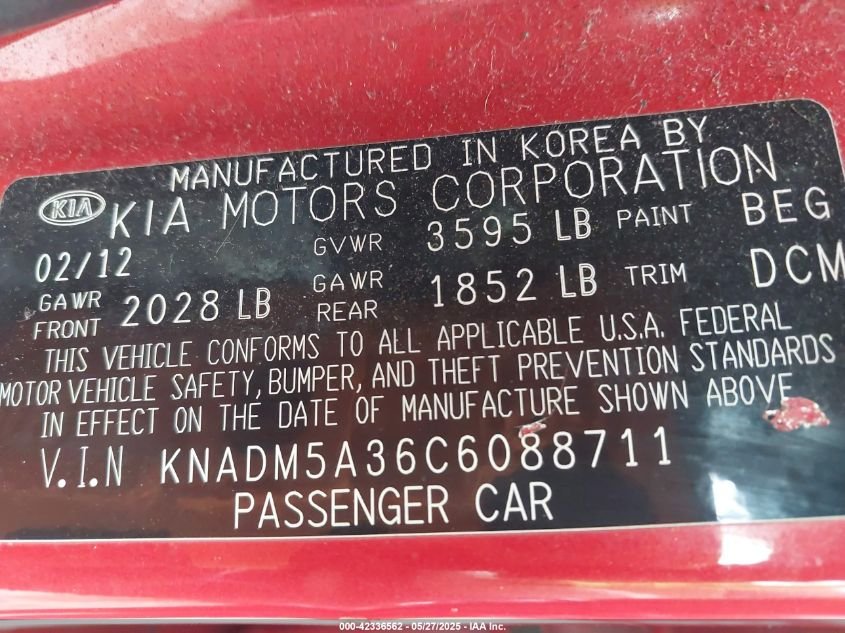 MANUFACTURED IN KOREA BY
KIA KIA MOTORS CORPORATION
02/12 GVWR 3595 LB PAINT BEG
GAWR FRONT 2028 LB GAWR REAR 1852 LB TRIM DCM
THIS VEHICLE CONFORMS TO ALL APPLICABLE U.S.A. FEDERAL
MOTOR VEHICLE SAFETY, BUMPER, AND THEFT PREVENTION STANDARDS
IN EFFECT ON THE DATE OF MANUFACTURE SHOWN ABOVE
V.I.N KNADM5A36C6088711
PASSENGER CAR
000-42336562 - 05/27/2025 - IAA Inc.